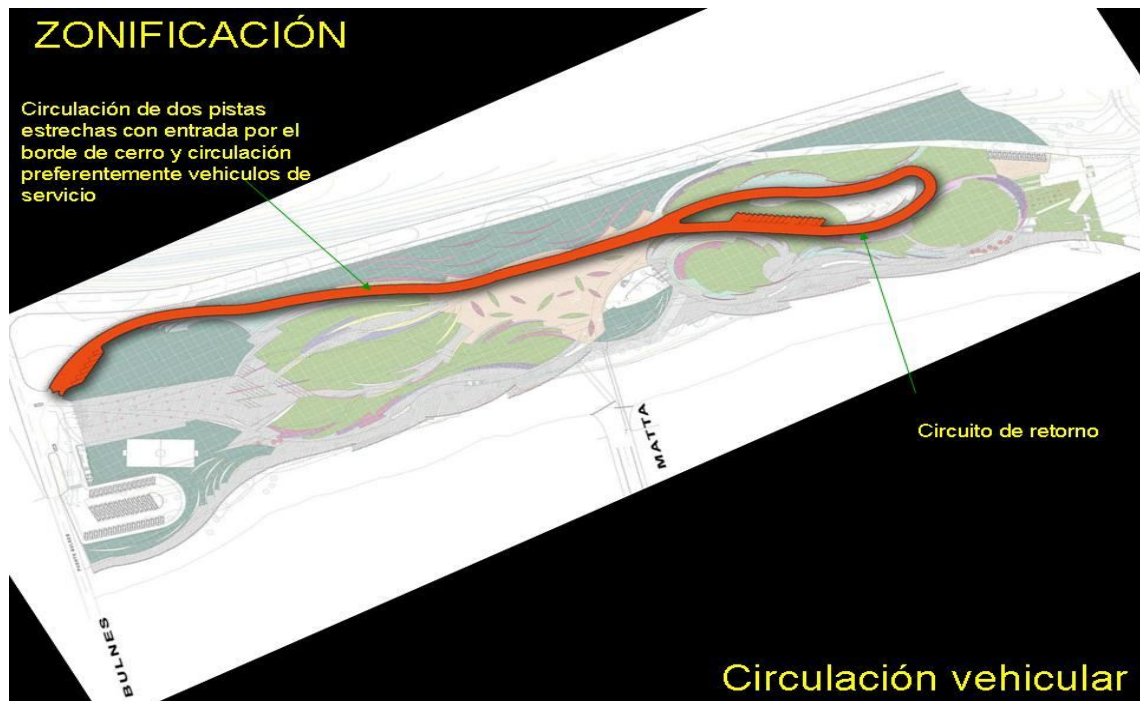 ZONIFICACIÓN
Circulación de dos pistas
estrechas con entrada por el
borde de cerro y circulación
preferentemente vehiculos de
servicio
Circuito de retorno
MATTA
BULNES
Circulación vehicular